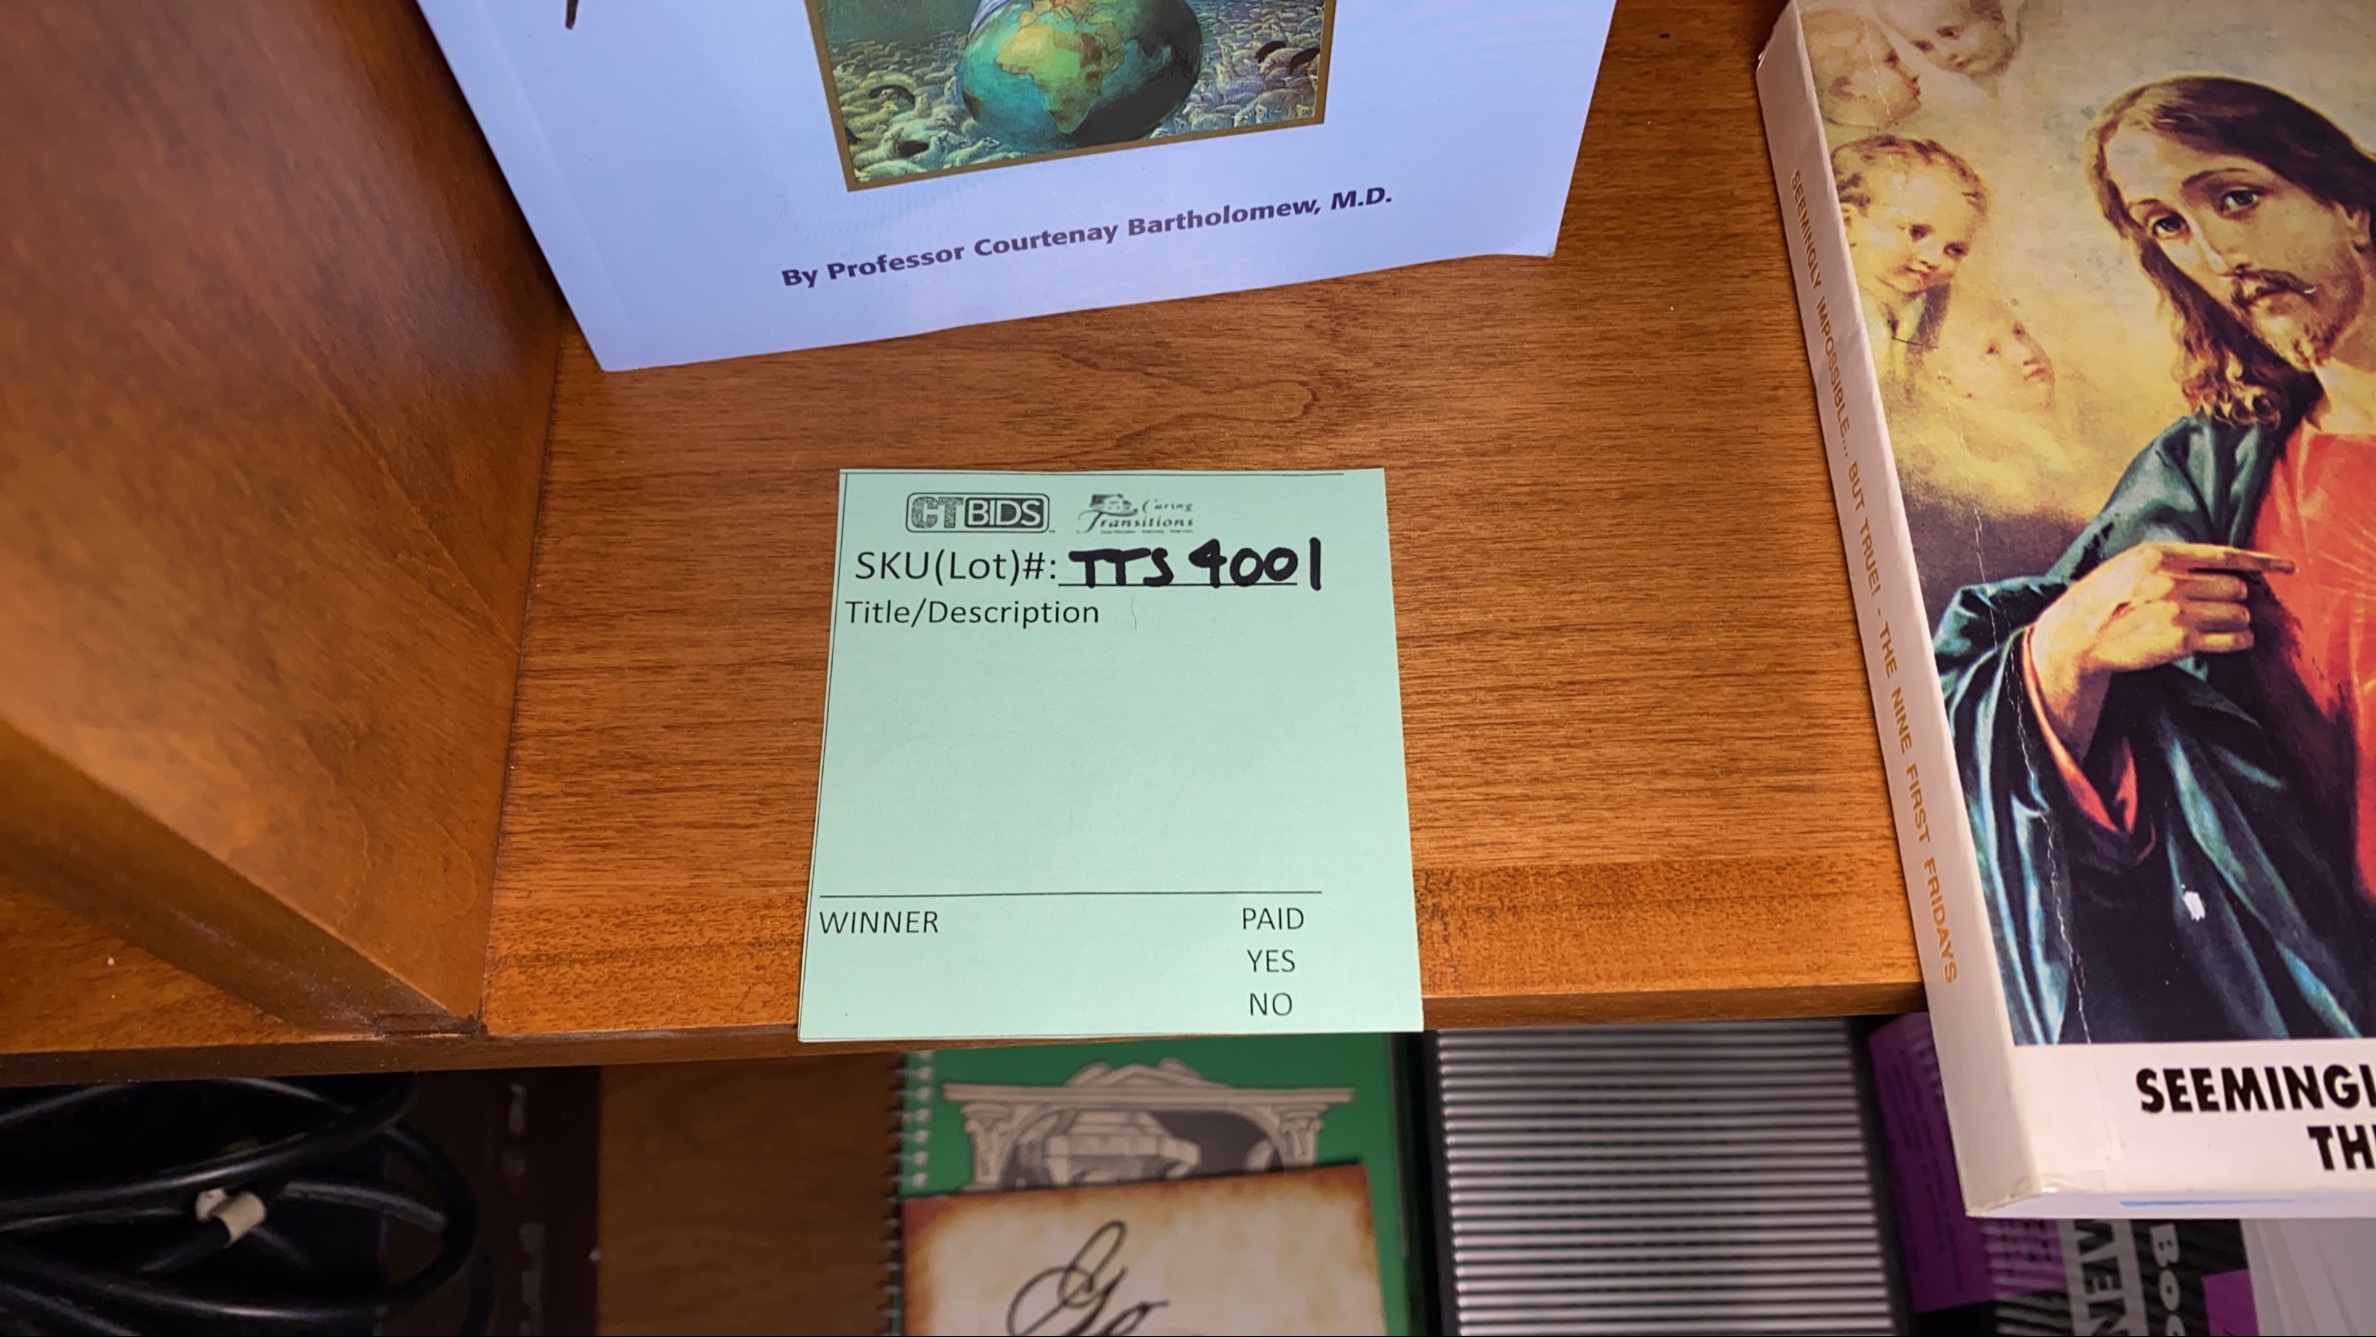 By Professor Courtenay Bartholomew, M.D.
CTBIDS
Caring
Transitions
SKU(Lot)#: TTS 4001
Title/Description
WINNER
PAID
YES
NO
SEEMINGLY IMPOSSIBLE... BUT TRUE! - THE NINE FIRST FRIDAYS
SEEMINGL
TH